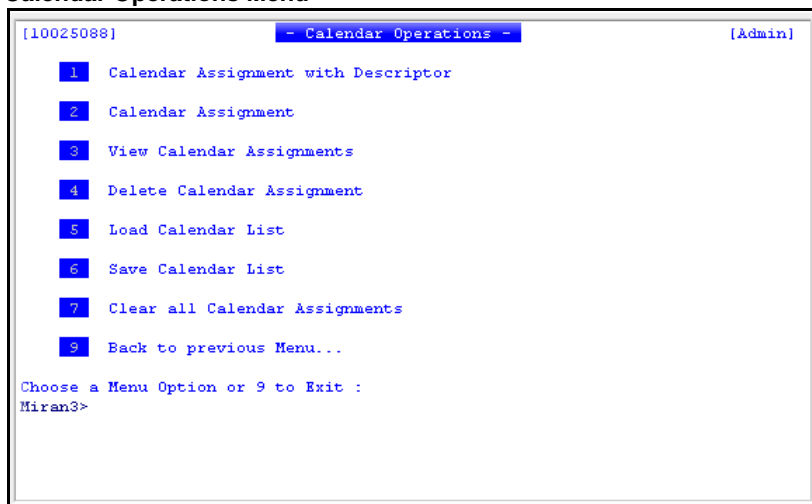 Calendar Operations Menu
[10025088] - Calendar Operations - [Admin]
1 Calendar Assignment with Descriptor
2 Calendar Assignment
3 View Calendar Assignments
4 Delete Calendar Assignment
5 Load Calendar List
6 Save Calendar List
7 Clear all Calendar Assignments
9 Back to previous Menu...
Choose a Menu Option or 9 to Exit :
Miran3>